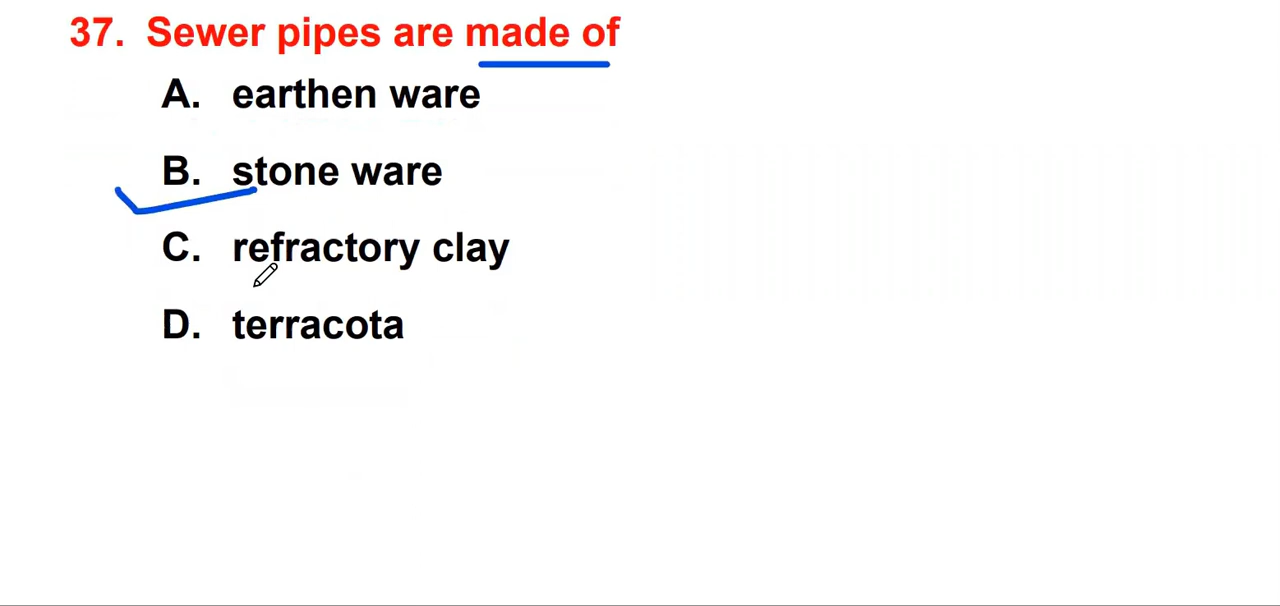 37. Sewer pipes are made of
A. earthen ware
B. stone ware
C. refractory clay
D. terracota